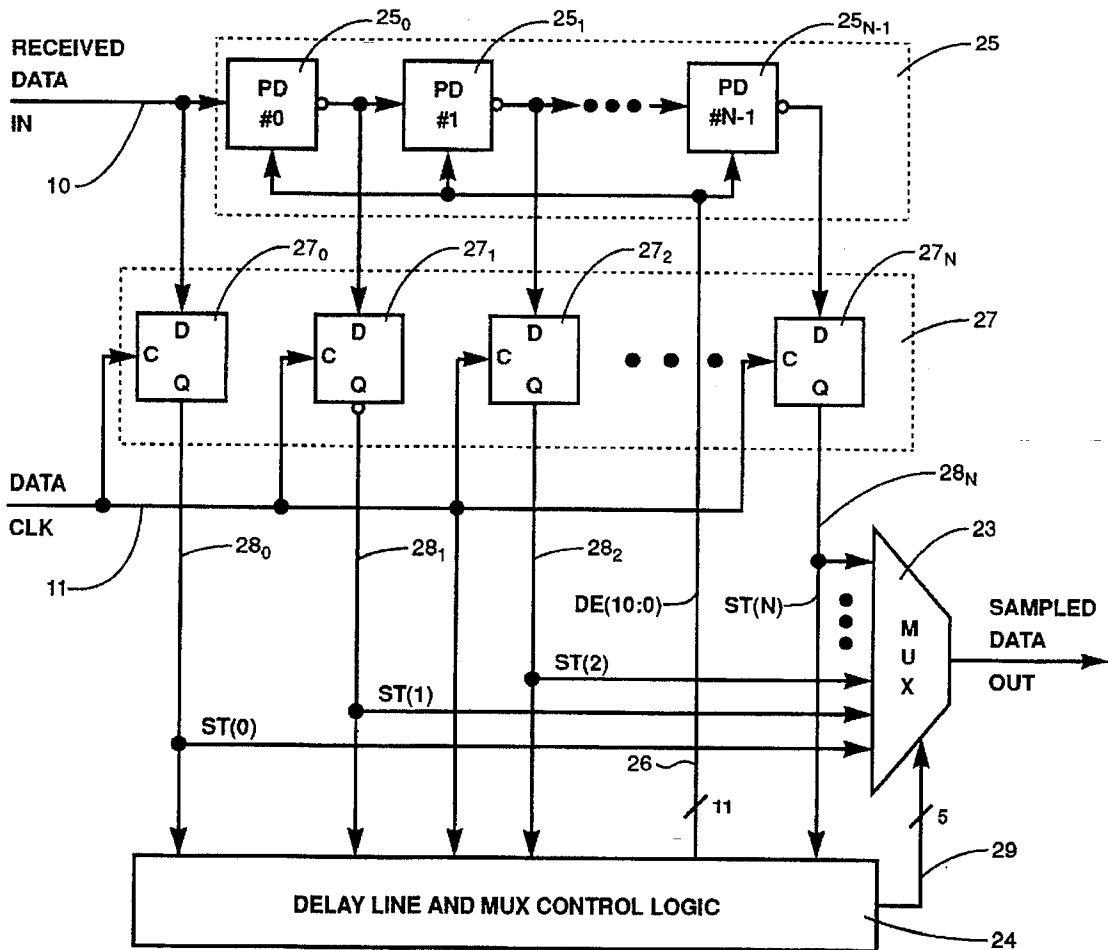 25₀
25₁
25N-1
25
RECEIVED
DATA
IN
PD
#0
PD
#1
PD
#N-1
10
27₀
27₁
27₂
27N
27
D
C
Q
D
C
Q
D
C
Q
D
C
Q
DATA
CLK
11
28₀
28₁
28₂
28N
23
DE(10:0)
ST(N)
MUX
SAMPLED
DATA
OUT
ST(2)
ST(1)
ST(0)
26
11
5
29
DELAY LINE AND MUX CONTROL LOGIC
24